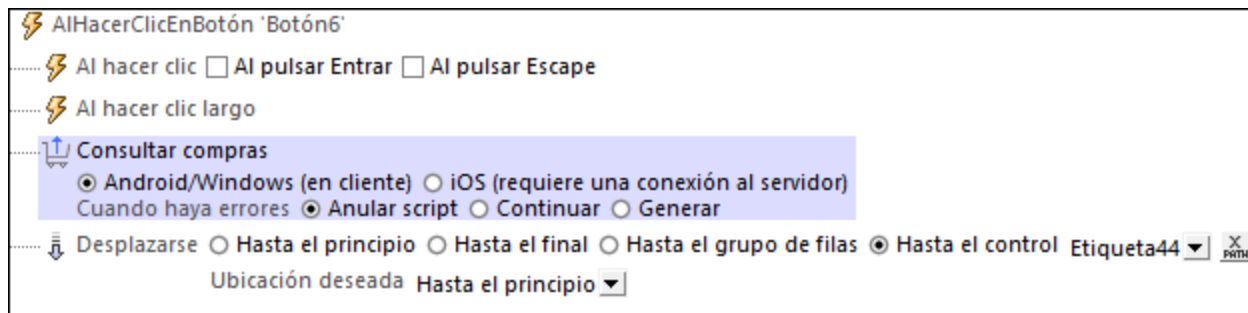 AlHacerClicEnBotón 'Botón6'
Al hacer clic Al pulsar Entrar Al pulsar Escape
Al hacer clic largo
Consultar compras
Android/Windows (en cliente) iOS (requiere una conexión al servidor)
Cuando haya errores Anular script Continuar Generar
Desplazarse Hasta el principio Hasta el final Hasta el grupo de filas Hasta el control Etiqueta44 XPATH
Ubicación deseada Hasta el principio